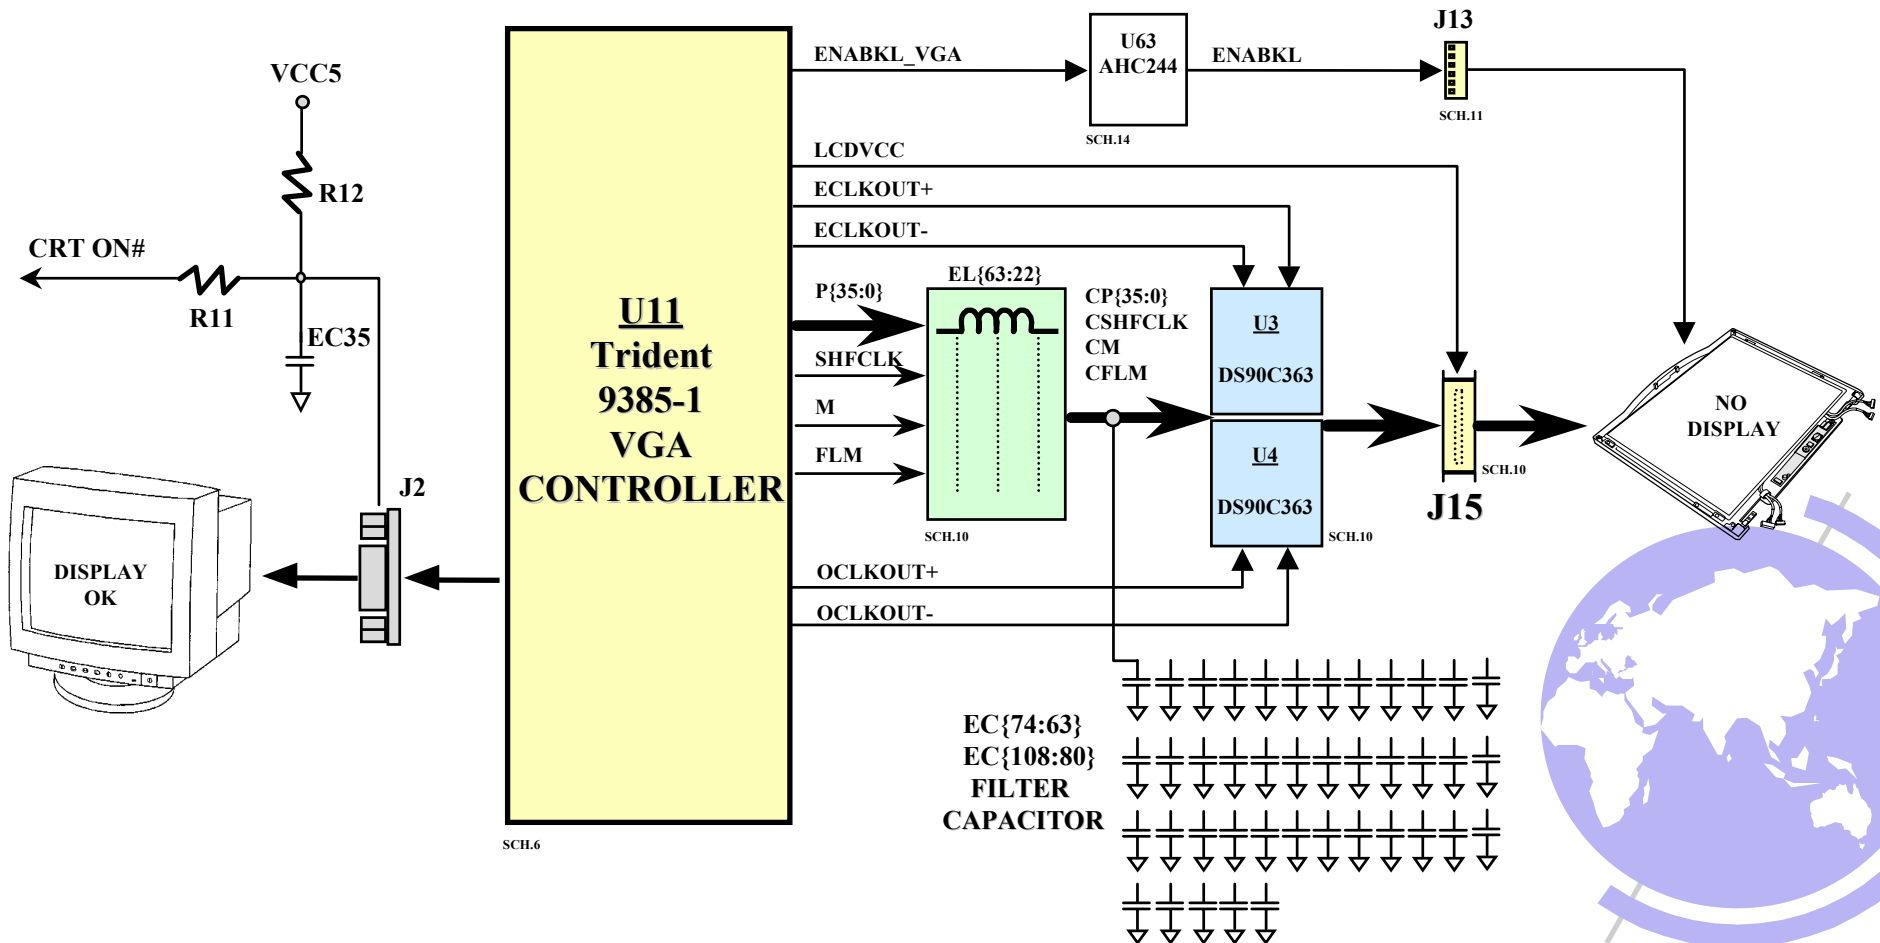 VCC5
R12
CRT ON#
R11
EC35
J2
DISPLAY
OK
U11
Trident
9385-1
VGA
CONTROLLER
SCH.6
ENABKL_VGA
U63
AHC244
SCH.14
ENABKL
J13
SCH.11
LCDVCC
ECLKOUT+
ECLKOUT-
P{35:0}
SHFCLK
M
FLM
EL{63:22}
SCH.10
CP{35:0}
CSHFCLK
CM
CFLM
U3
DS90C363
U4
DS90C363
SCH.10
J15
SCH.10
NO
DISPLAY
OCLKOUT+
OCLKOUT-
EC{74:63}
EC{108:80}
FILTER
CAPACITOR